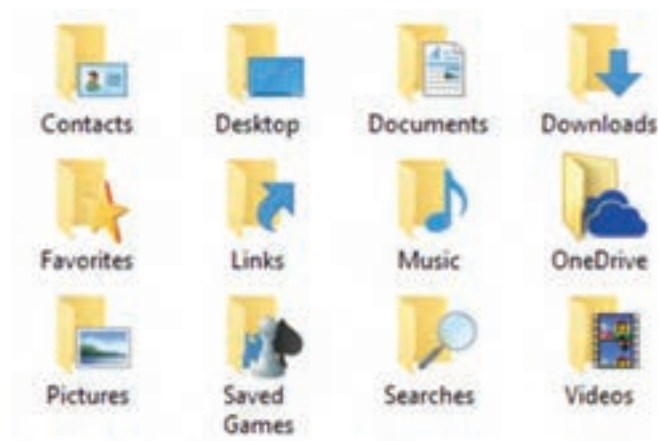 Contacts Desktop Documents Downloads
Favorites Links Music OneDrive
Pictures Saved Games Searches Videos